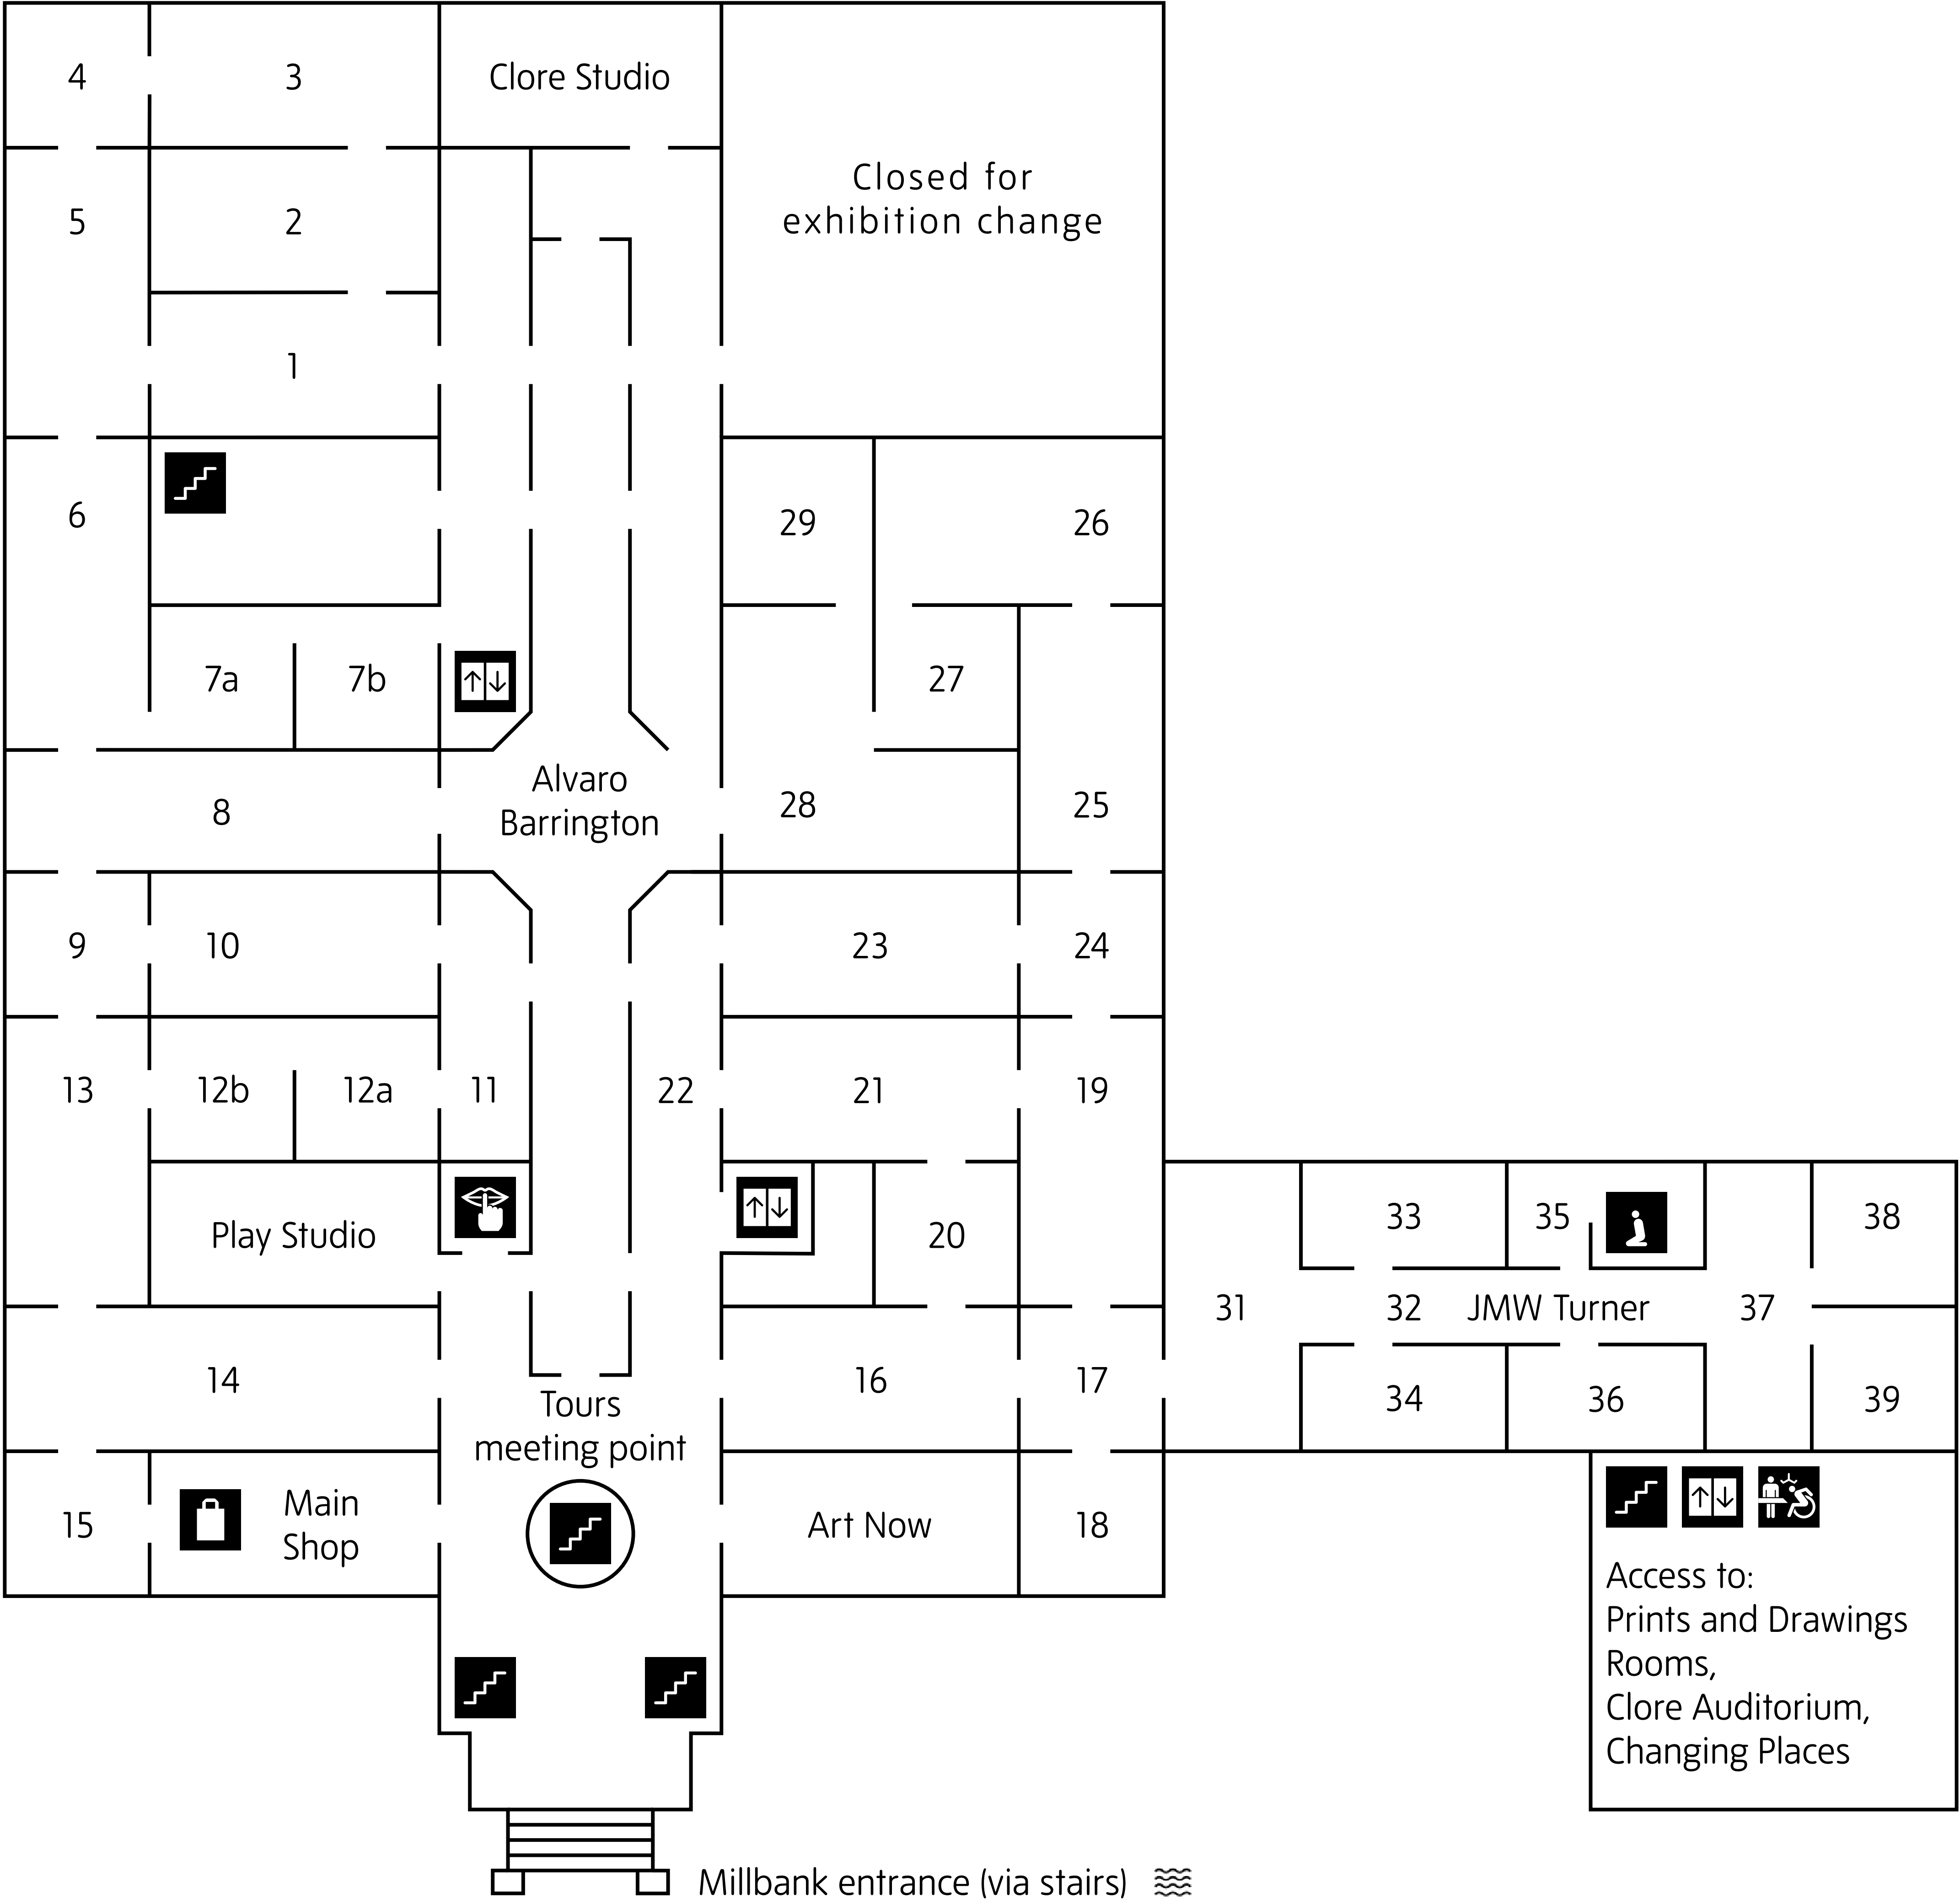 4
3
Clore Studio
Closed for
exhibition change
5
2
1
6
29
26
7a
7b
27
Alvaro
Barrington
8
28
25
9
10
23
24
13
12b
12a
11
22
21
19
Play Studio
20
33
35
38
31
32
JMW Turner
37
14
16
17
34
36
39
Tours
meeting point
15
Main
Shop
Art Now
18
Access to:
Prints and Drawings
Rooms,
Clore Auditorium,
Changing Places
Millbank entrance (via stairs)